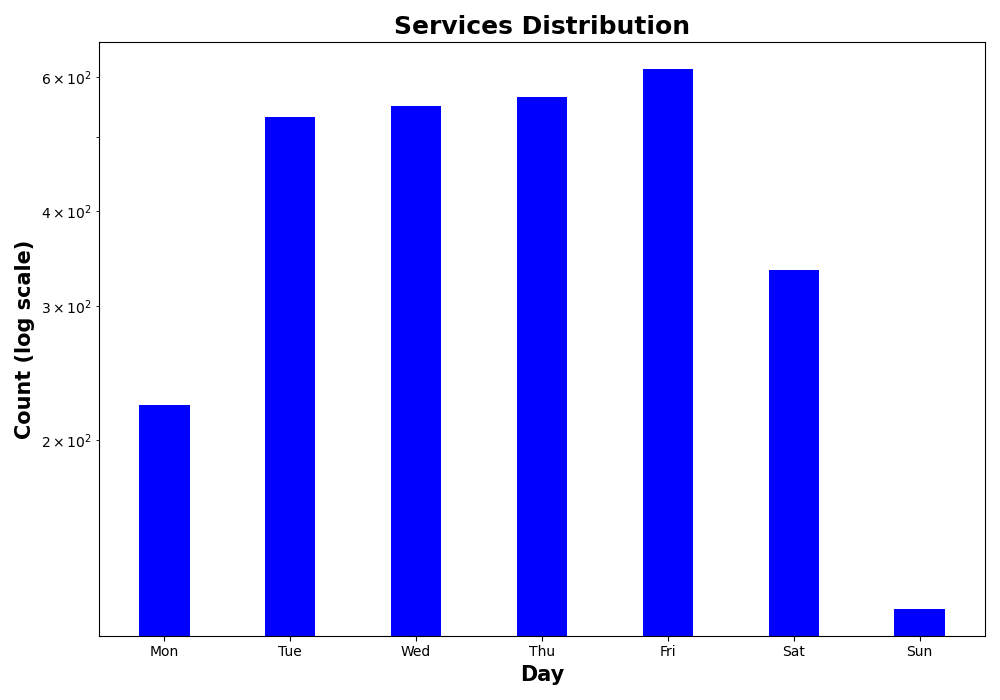 Services Distribution
Count (log scale)
6 × 10²
4 × 10²
3 × 10²
2 × 10²
Mon Tue Wed Thu Fri Sat Sun
Day